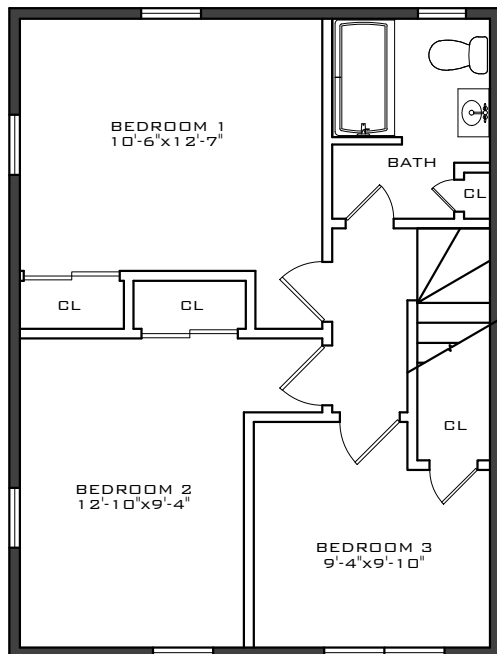 BEDROOM 1
10'-6"x12'-7"
BATH
CL
CL
CL
CL
BEDROOM 2
12'-10"x9'-4"
BEDROOM 3
9'-4"x9'-10"